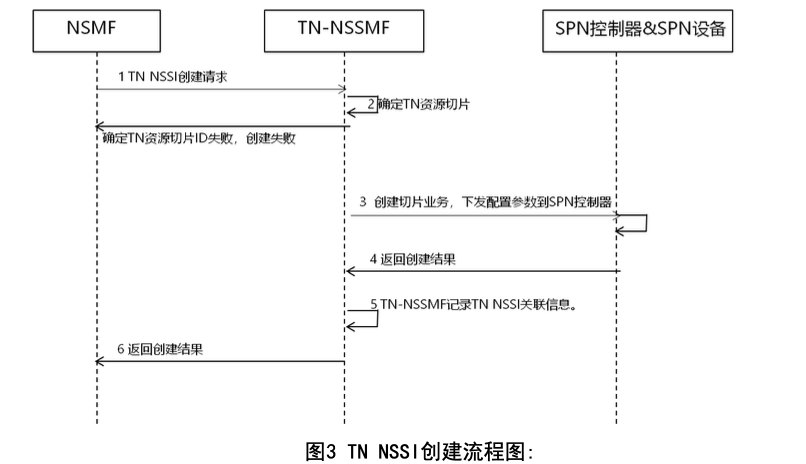 NSMF
TN-NSSMF
SPN控制器&SPN设备
1 TN NSSI创建请求
2 确定TN资源切片
确定TN资源切片ID失败，创建失败
3 创建切片业务，下发配置参数到SPN控制器
4 返回创建结果
5 TN-NSSMF记录TN NSSI关联信息。
6 返回创建结果
图3 TN NSSI创建流程图: